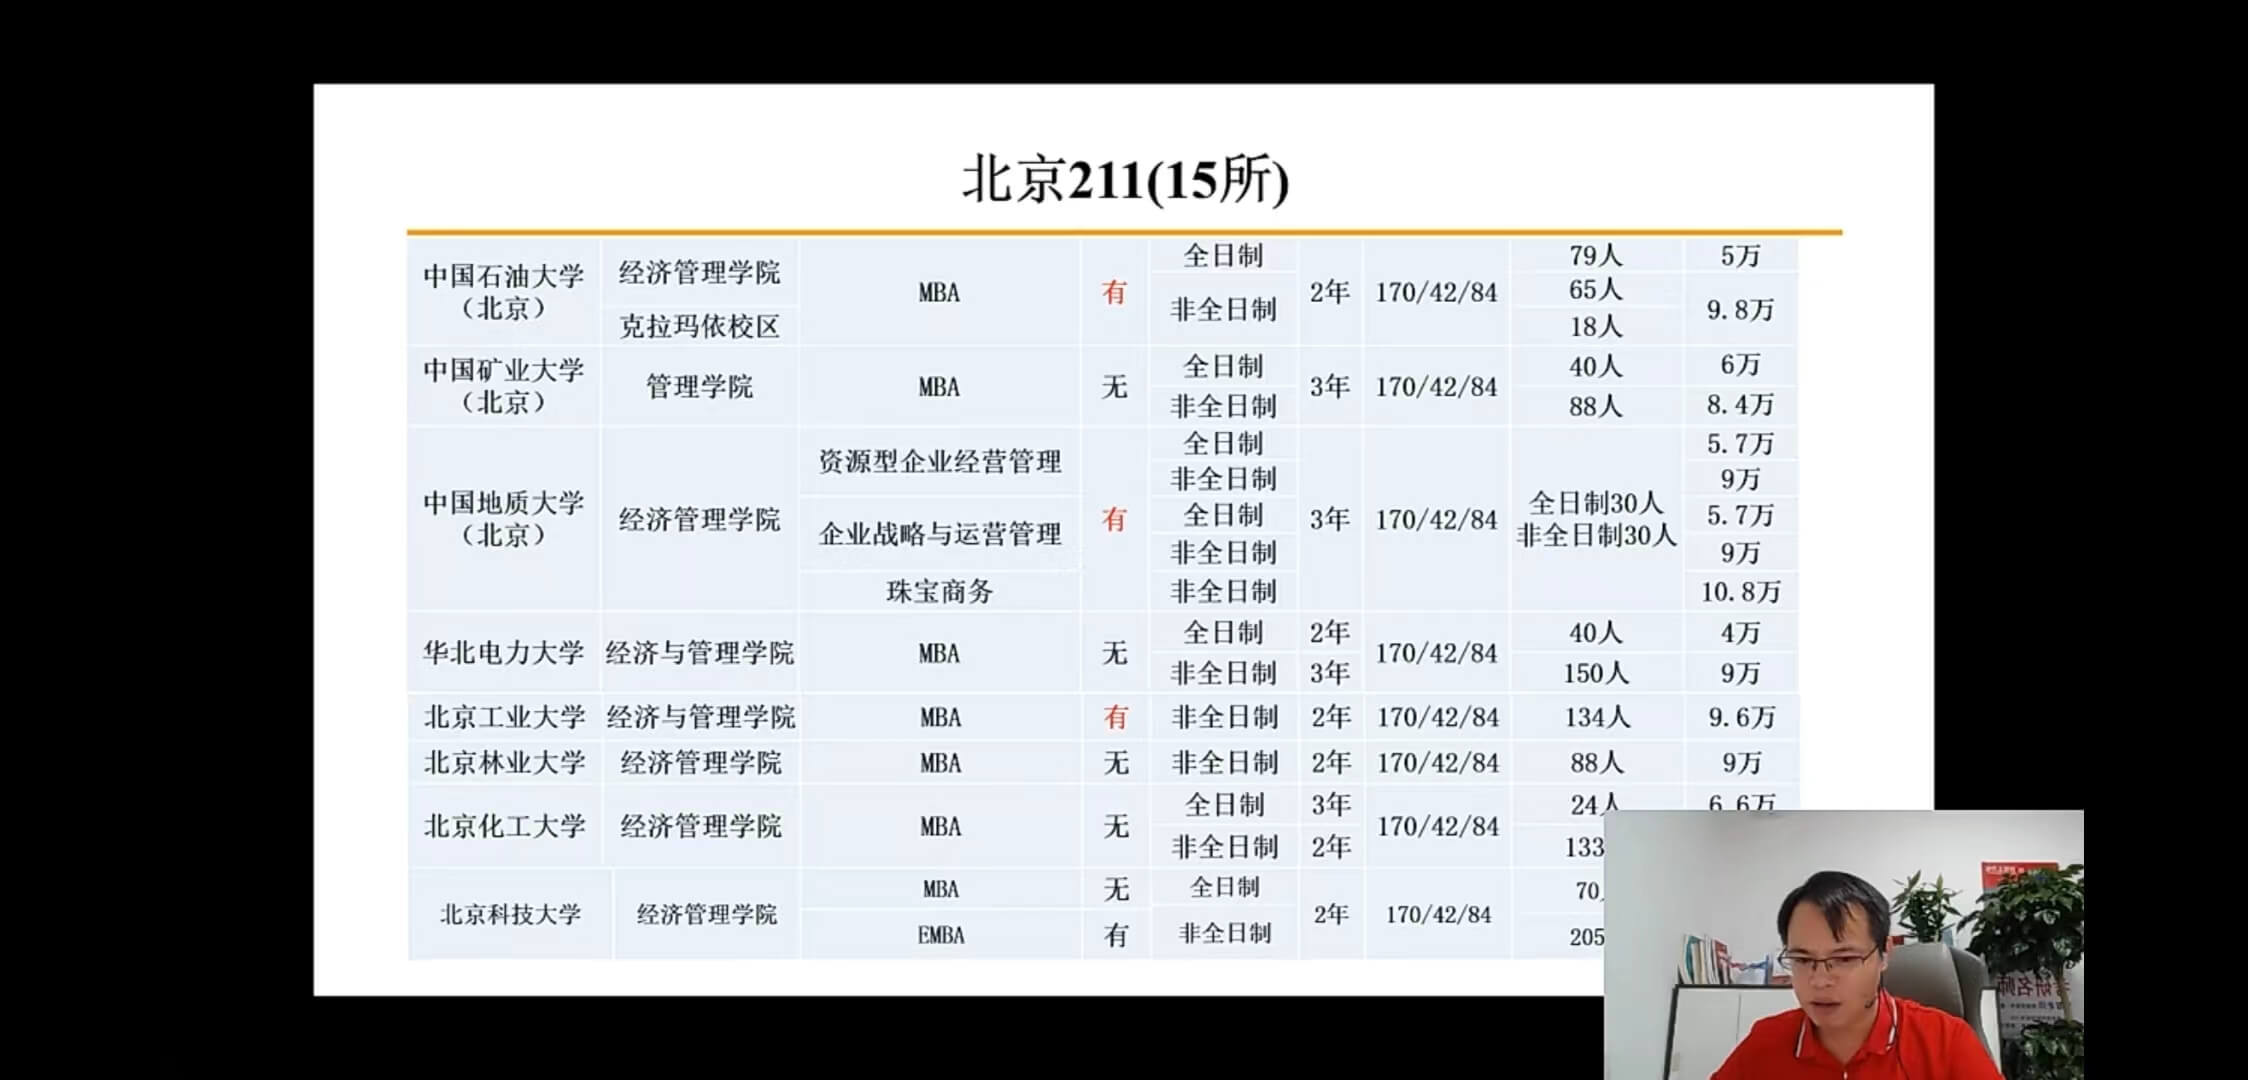 北京211(15所)
中国石油大学
（北京）
经济管理学院
克拉玛依校区
MBA
有
全日制
非全日制
2年
170/42/84
79人
65人
18人
5万
9.8万
中国矿业大学
（北京）
管理学院
MBA
无
全日制
非全日制
3年
170/42/84
40人
88人
6万
8.4万
中国地质大学
（北京）
经济管理学院
资源型企业经营管理
企业战略与运营管理
珠宝商务
有
全日制
非全日制
全日制
非全日制
非全日制
3年
170/42/84
全日制30人
非全日制30人
5.7万
9万
5.7万
9万
10.8万
华北电力大学
经济与管理学院
MBA
无
全日制
非全日制
2年
3年
170/42/84
40人
150人
4万
9万
北京工业大学
经济与管理学院
MBA
有
非全日制
2年
170/42/84
134人
9.6万
北京林业大学
经济管理学院
MBA
无
非全日制
2年
170/42/84
88人
9万
北京化工大学
经济管理学院
MBA
无
全日制
非全日制
3年
2年
170/42/84
24人
133
6.6万
北京科技大学
经济管理学院
MBA
EMBA
无
有
全日制
非全日制
2年
170/42/84
70
205
考研名师